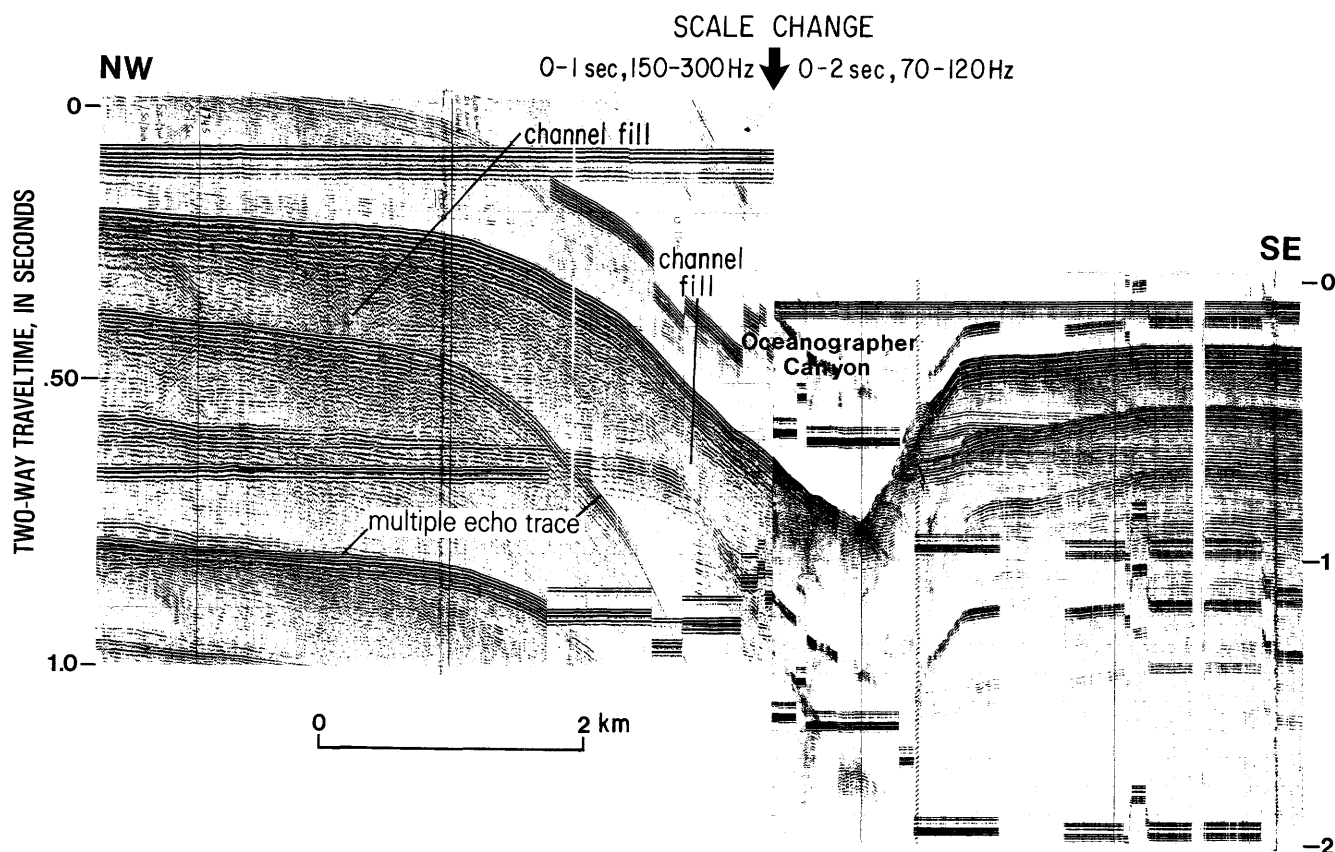 SCALE CHANGE
NW
0-1 sec, 150-300 Hz
0-2 sec, 70-120 Hz
0
channel fill
TWO-WAY TRAVELTIME, IN SECONDS
channel
fill
SE
0
.50
Oceanographer
Canyon
multiple echo trace
1
1.0
0
2 km
2